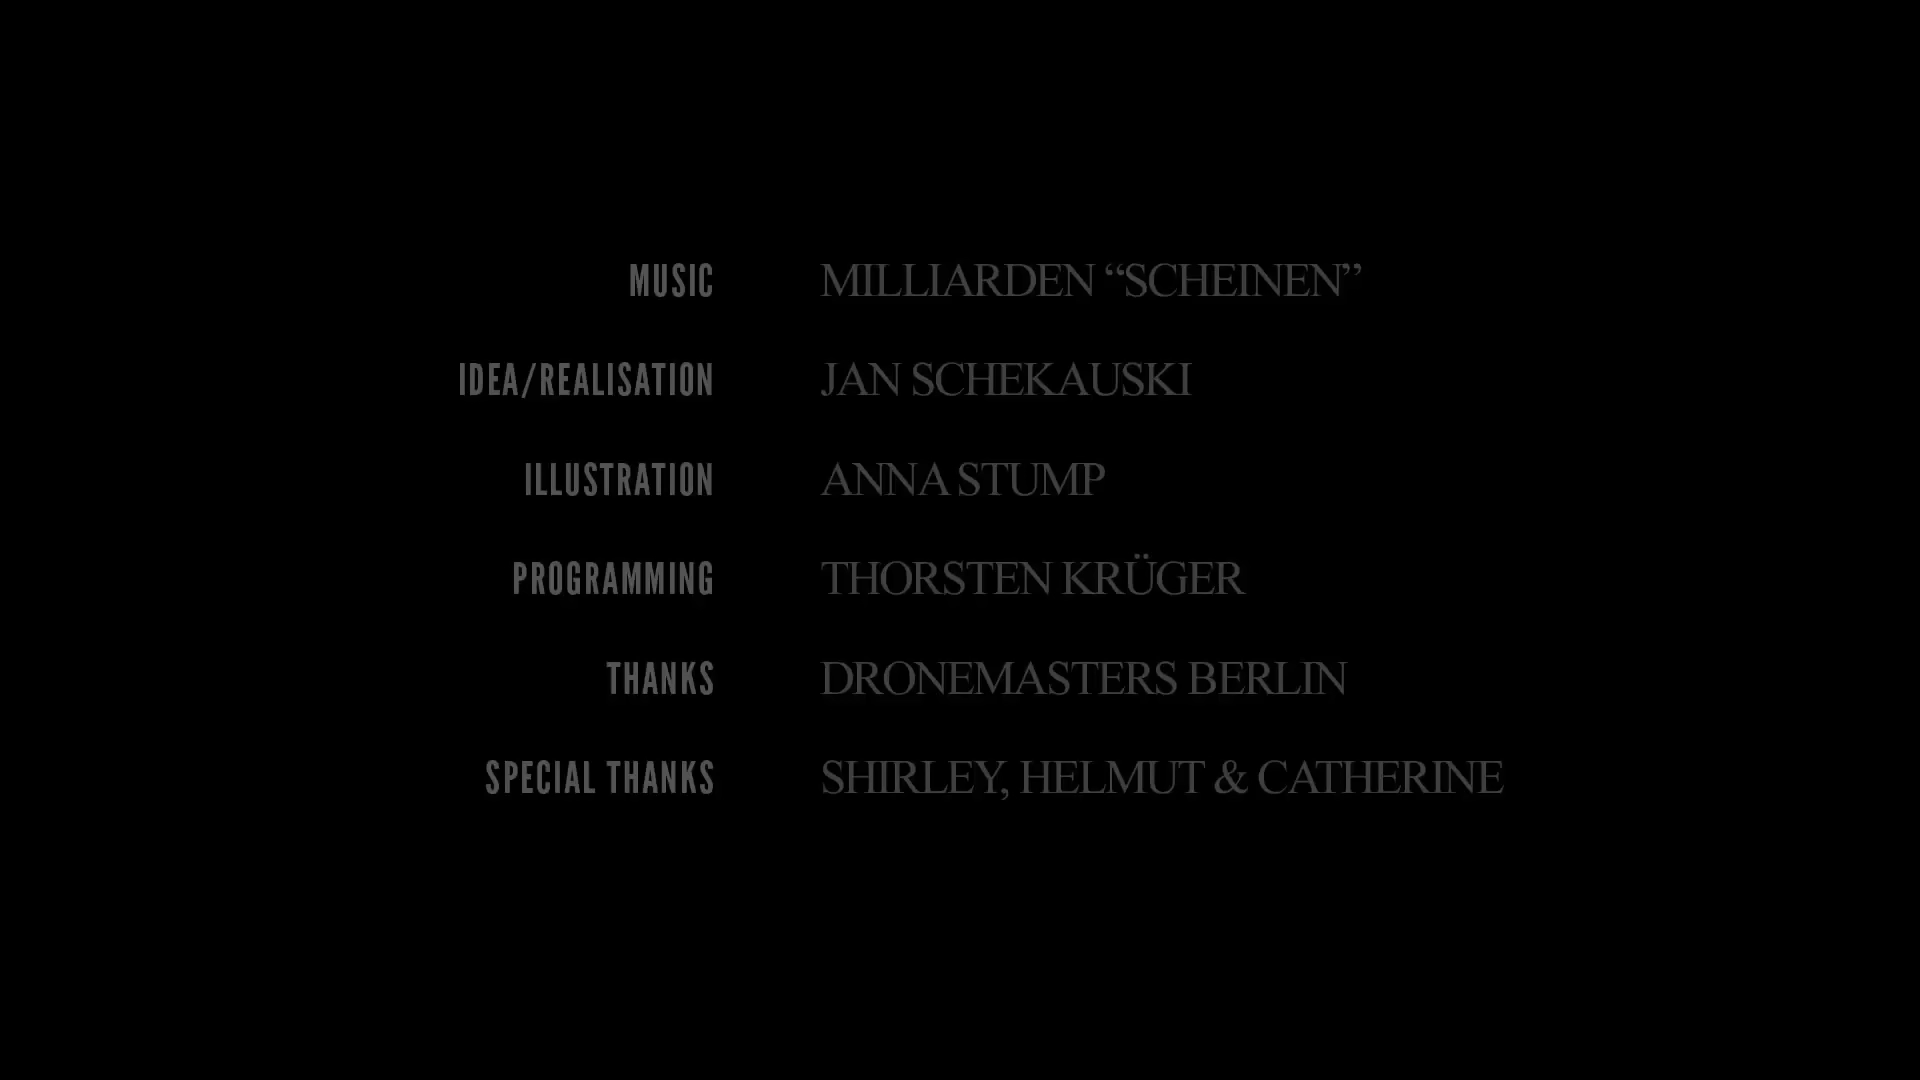 MUSIC MILLIARDEN “SCHEINEN”
IDEA/REALISATION JAN SCHEKAUSKI
ILLUSTRATION ANNA STUMP
PROGRAMMING THORSTEN KRÜGER
THANKS DRONEMASTERS BERLIN
SPECIAL THANKS SHIRLEY, HELMUT & CATHERINE